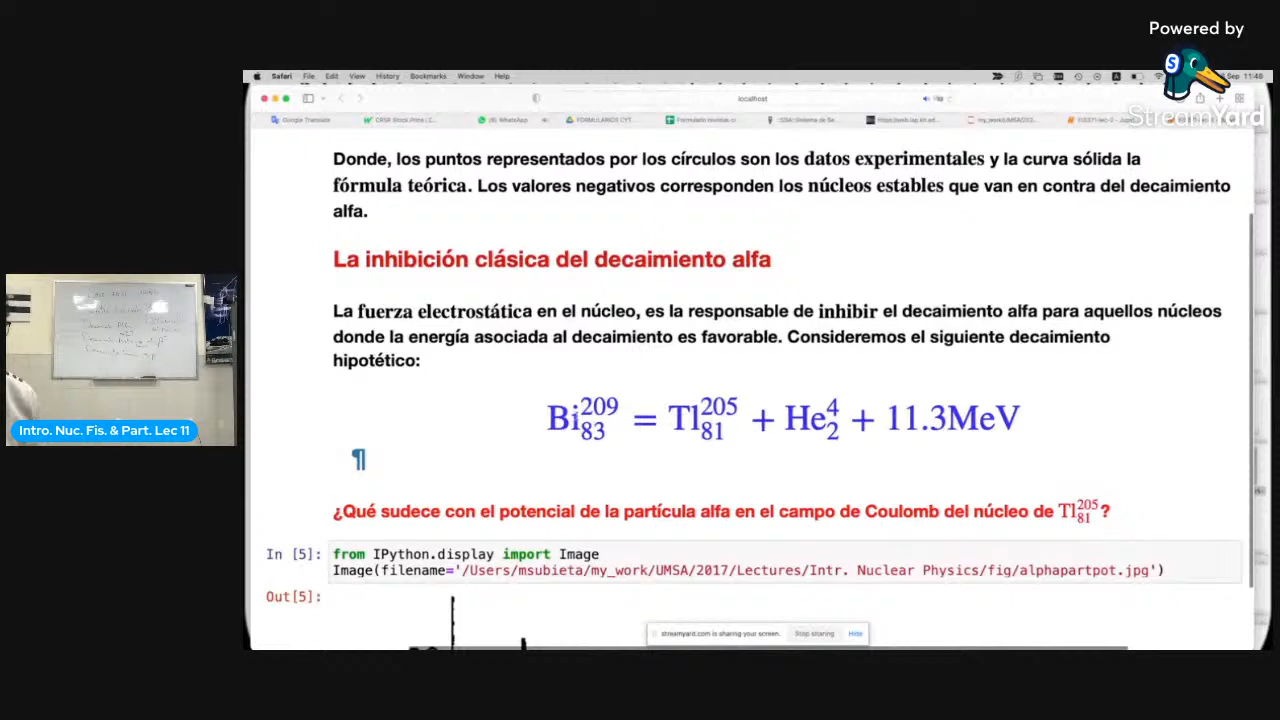 Powered by
StreamYard
Safari File Edit View History Bookmarks Window Help
Sep 11:48
localhost
Google Translate
WhatsApp
FORMULARIOS CYT
Donde, los puntos representados por los círculos son los datos experimentales y la curva sólida la
fórmula teórica. Los valores negativos corresponden los núcleos estables que van en contra del decaimiento
alfa.
La inhibición clásica del decaimiento alfa
La fuerza electrostática en el núcleo, es la responsable de inhibir el decaimiento alfa para aquellos núcleos
donde la energía asociada al decaimiento es favorable. Consideremos el siguiente decaimiento
hipotético:
Bi²⁰⁹₈₃ = Tl²⁰⁵₈₁ + He⁴₂ + 11.3MeV
¶
¿Qué sudece con el potencial de la partícula alfa en el campo de Coulomb del núcleo de Tl²⁰⁵₈₁?
In [5]: from IPython.display import Image
Image(filename='/Users/msubieta/my_work/UMSA/2017/Lectures/Intr. Nuclear Physics/fig/alphapartpot.jpg')
Out[5]:
streamyard.com is sharing your screen. Stop sharing Hide
Intro. Nuc. Fis. & Part. Lec 11